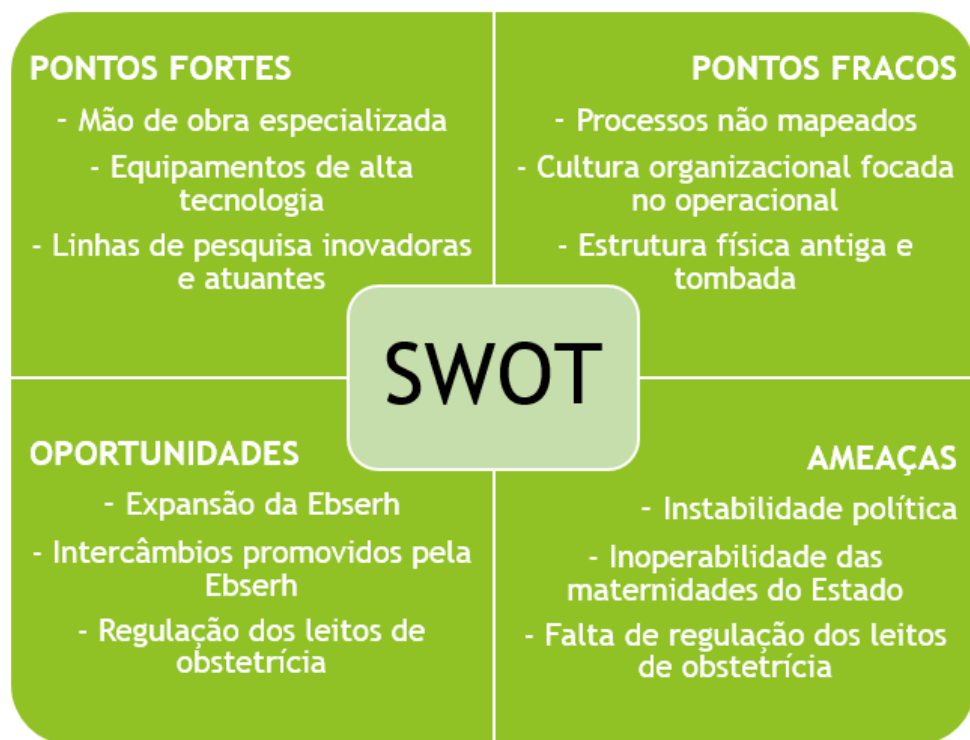 PONTOS FORTES
- Mão de obra especializada
- Equipamentos de alta
tecnologia
- Linhas de pesquisa inovadoras
e atuantes
PONTOS FRACOS
- Processos não mapeados
- Cultura organizacional focada
no operacional
- Estrutura física antiga e
tombada
SWOT
OPORTUNIDADES
- Expansão da Ebserh
- Intercâmbios promovidos pela
Ebserh
- Regulação dos leitos de
obstetrícia
AMEAÇAS
- Instabilidade política
- Inoperabilidade das
maternidades do Estado
- Falta de regulação dos leitos
de obstetrícia